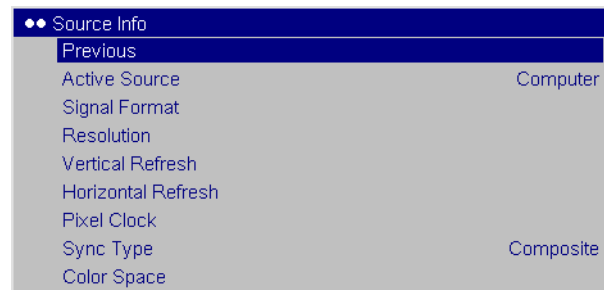 Source Info
Previous
Active Source Computer
Signal Format
Resolution
Vertical Refresh
Horizontal Refresh
Pixel Clock
Sync Type Composite
Color Space